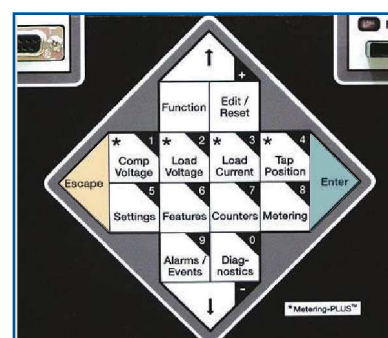 ↑
+
Function Edit /
Reset
* 1 * 2 * 3 * 4
Comp Load Load Tap
Voltage Voltage Current Position
Escape Enter
5 6 7 8
Settings Features Counters Metering
9 0
Alarms / Diag-
Events nostics
↓ -
*Metering-PLUS™